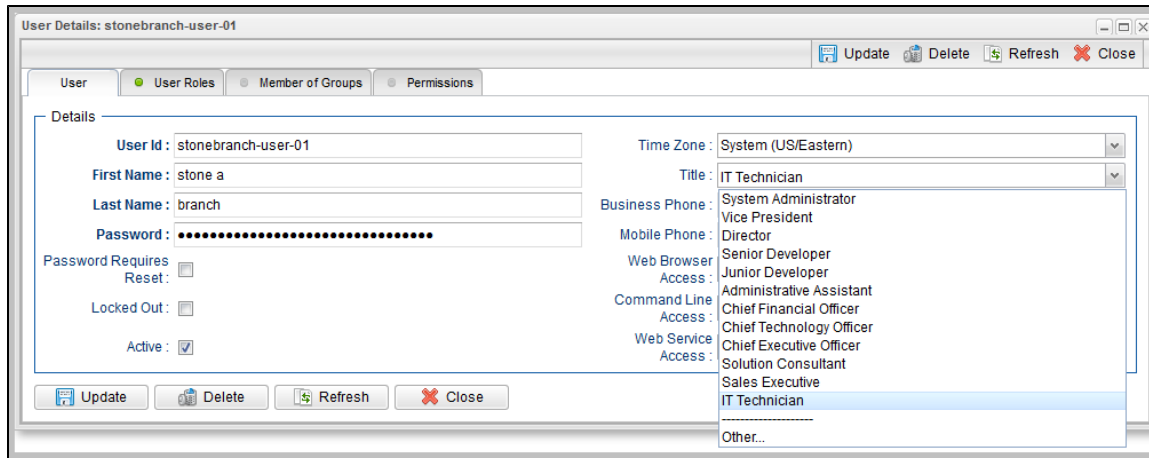 User Details: stonebranch-user-01
Update Delete Refresh Close
User User Roles Member of Groups Permissions
Details
User Id : stonebranch-user-01
First Name : stone a
Last Name : branch
Password : ••••••••••••••••••••••••••••••••
Password Requires
Reset :
Locked Out :
Active :
Time Zone : System (US/Eastern)
Title : IT Technician
Business Phone :
Mobile Phone :
Web Browser
Access :
Command Line
Access :
Web Service
Access :
System Administrator
Vice President
Director
Senior Developer
Junior Developer
Administrative Assistant
Chief Financial Officer
Chief Technology Officer
Chief Executive Officer
Solution Consultant
Sales Executive
IT Technician
--------------------
Other...
Update Delete Refresh Close